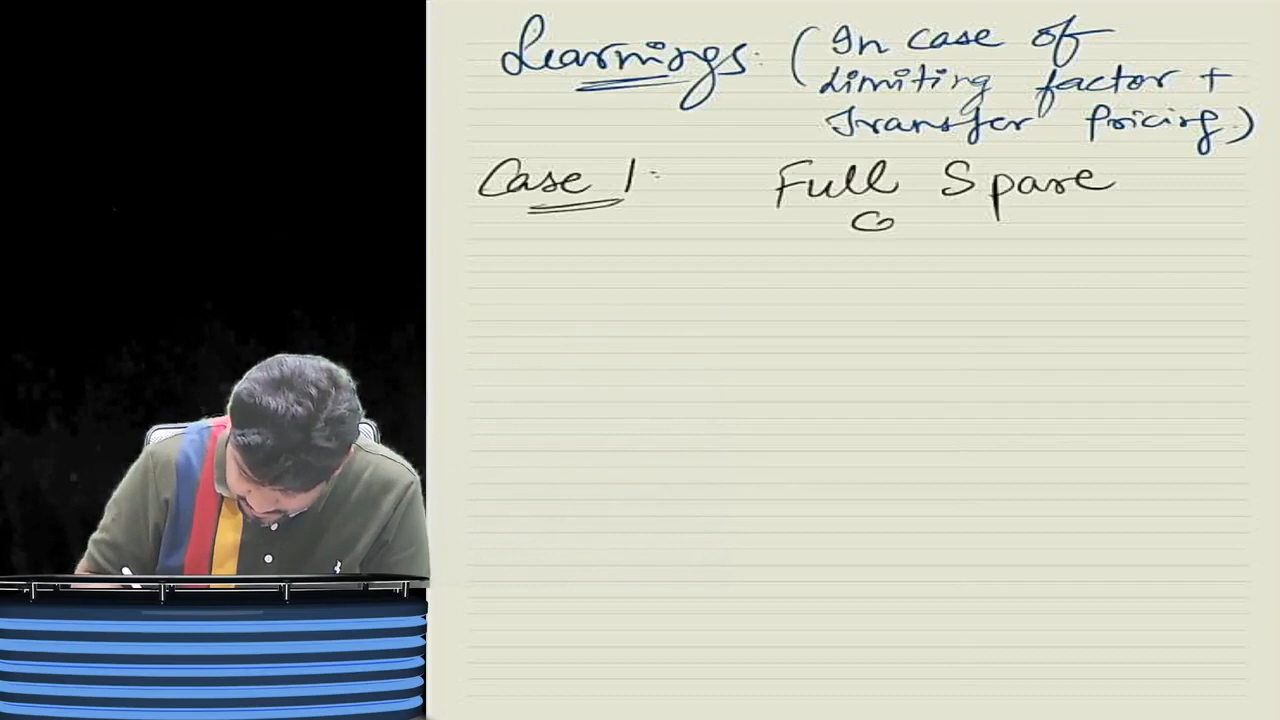 Learnings: (In case of
Limiting factor +
Transfer Pricing.)
Case 1: Full Spare